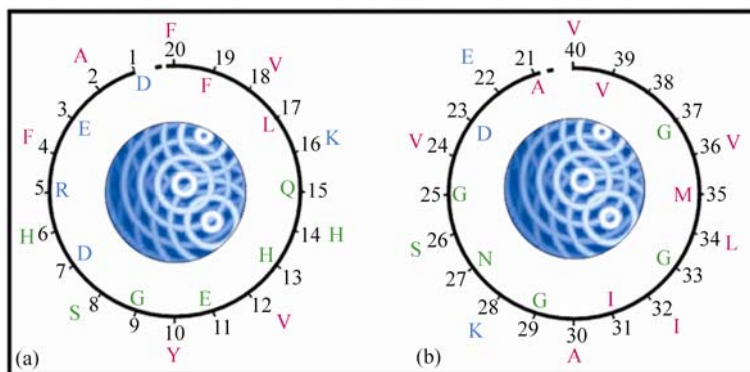 F
A 1 20 19 V
2 D F 18
3 L 17
F E 16 K
4
5 R Q 15
H 6 14 H
D H
7 13
S 8 G E 12 V
9 10 11
(a) Y
V
E 21 40 39
22 A V 38
23 37
V D G V
24 36
25 G M 35
S 26 34 L
N G
27 33
28 G I 32
K 29 30 31 I
(b) A